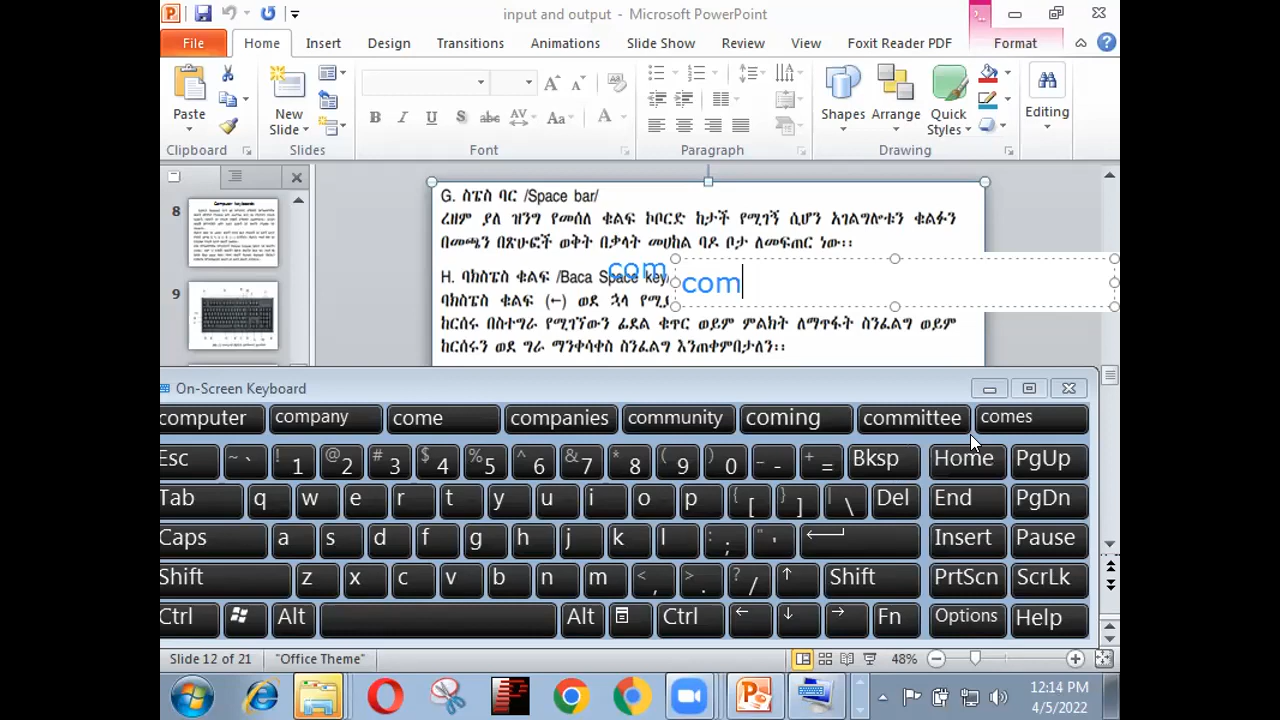 input and output - Microsoft PowerPoint
File Home Insert Design Transitions Animations Slide Show Review View Foxit Reader PDF Format
Paste New Slide Shapes Arrange Quick Styles Editing
Clipboard Slides Font Paragraph Drawing
8
9
G. ስፔስ ባር /Space bar/
ረዘም ያለ ዝንግ የመሰለ ቁልፍ ኪቦርድ ከታች የሚገኝ ሲሆን አገልግሎቱን ቁልፉን
በመጫን በጽሁፎች ወቅት በቃላት መሀከል ባዶ ቦታ ለመፍጠር ነው፡፡
com
H. ባክስፔስ ቁልፍ /Baca Space key/
com
ባክስፔስ ቁልፍ (←) ወደ ኋላ
ከርሰሩ በስተግራ የሚገኘውን ፊደል ቁጥር ወይም ምልክት ለማጥፋት ስንፈልግ ወይም
ከርሰሩን ወደ ግራ ማንቀሳቀስ ስንፈልግ እንጠቀምበታለን፡፡
On-Screen Keyboard
computer company come companies community coming committee comes
Esc ~ ` ! 1 @ 2 # 3 $ 4 % 5 ^ 6 & 7 * 8 ( 9 ) 0 _ - + = Bksp Home PgUp
Tab q w e r t y u i o p { [ } ] | \ Del End PgDn
Caps a s d f g h j k l : ; " ' Insert Pause
Shift z x c v b n m < , > . ? / ↑ Shift PrtScn ScrLk
Ctrl Alt Alt Ctrl ← ↓ → Fn Options Help
Slide 12 of 21 "Office Theme" 48%
12:14 PM
4/5/2022